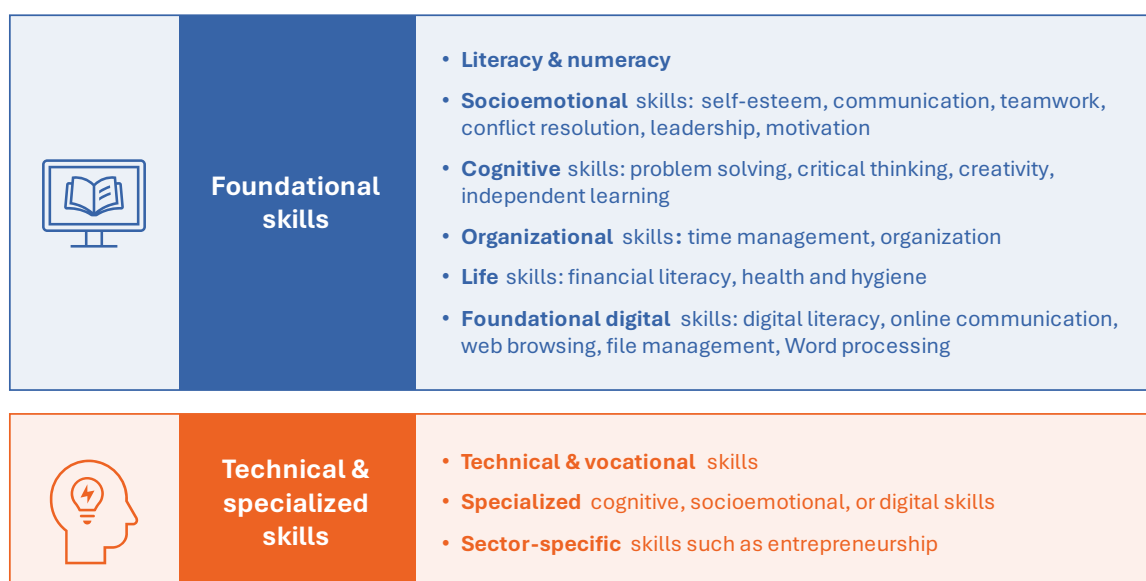 Foundational
skills
• Literacy & numeracy
• Socioemotional skills: self-esteem, communication, teamwork,
conflict resolution, leadership, motivation
• Cognitive skills: problem solving, critical thinking, creativity,
independent learning
• Organizational skills: time management, organization
• Life skills: financial literacy, health and hygiene
• Foundational digital skills: digital literacy, online communication,
web browsing, file management, Word processing
Technical &
specialized
skills
• Technical & vocational skills
• Specialized cognitive, socioemotional, or digital skills
• Sector-specific skills such as entrepreneurship